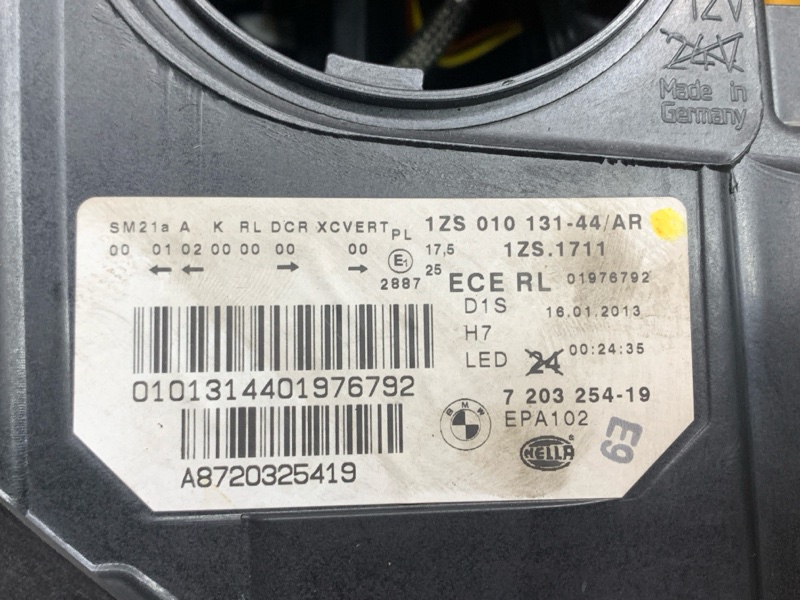 12V
24V
Made in
Germany
SM21a A K RL DCR XCVERT PL 1ZS 010 131-44/AR
00 01 02 00 00 00 00 E1 17,5 1ZS.1711
← ← → → 25
2887 ECE RL 01976792
D1S 16.01.2013
H7
LED 24 00:24:35
0101314401976792
7 203 254-19
BMW EPA102
A8720325419
HELLA ®
E9